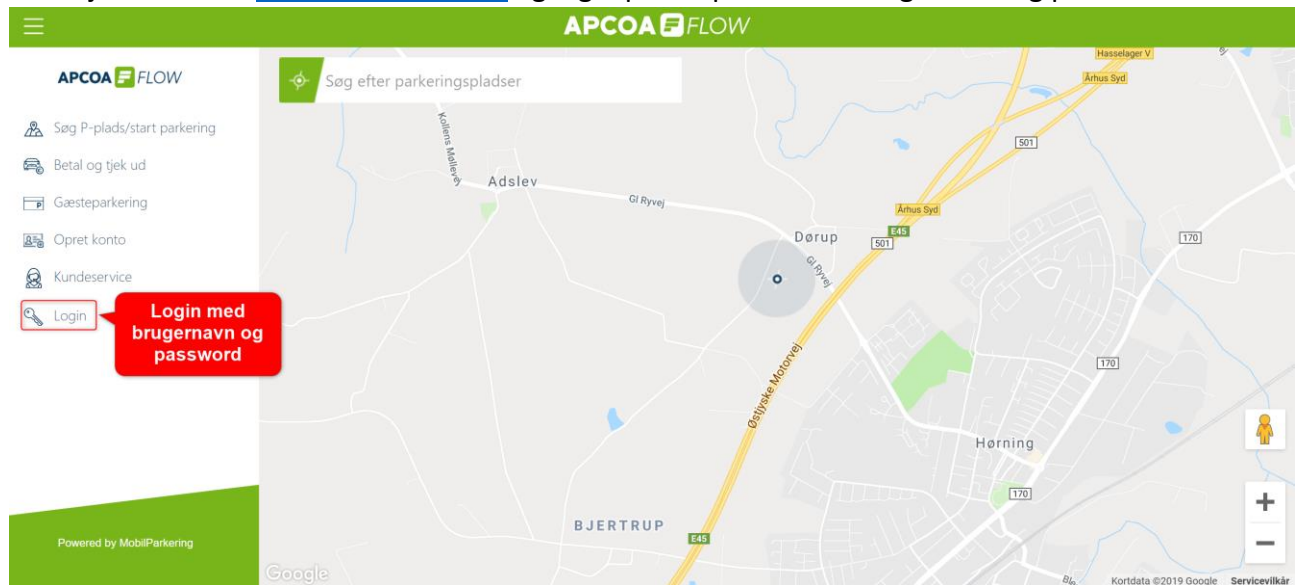 APCOA FLOW
APCOA FLOW
Søg efter parkeringspladser
Søg P-plads/start parkering
Betal og tjek ud
Gæsteparkering
Opret konto
Kundeservice
Login
Login med
brugernavn og
password
Powered by MobilParkering
Hasselager V
Århus Syd
501
Kollens Møllevej
Adslev
Gl Ryvej
Århus Syd
E45
Dørup
501
170
Gl Ryvej
170
Østjyske Motorvej
Hørning
170
BJERTRUP
E45
Google
Kortdata ©2019 Google
Servicevilkår